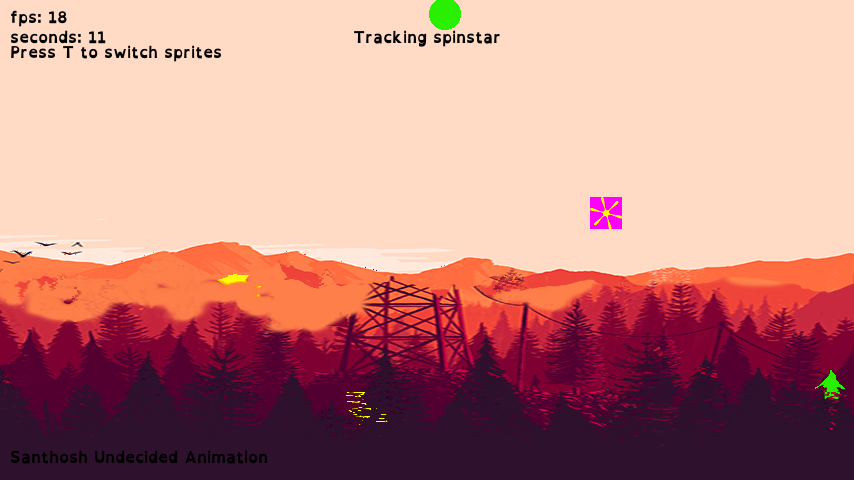 fps: 18
seconds: 11
Press T to switch sprites
Tracking spinstar
Santhosh Undecided Animation